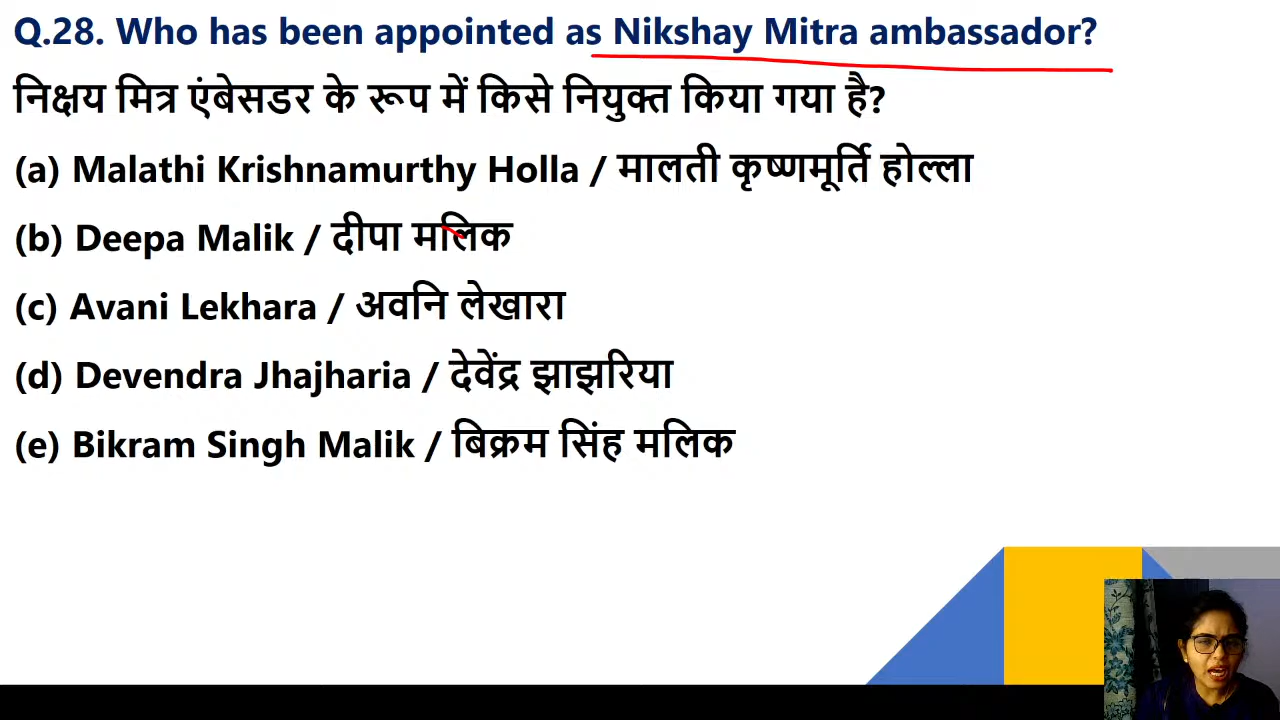 Q.28. Who has been appointed as Nikshay Mitra ambassador?
निक्षय मित्र एंबेसडर के रूप में किसे नियुक्त किया गया है?
(a) Malathi Krishnamurthy Holla / मालती कृष्णमूर्ति होल्ला
(b) Deepa Malik / दीपा मलिक
(c) Avani Lekhara / अवनि लेखारा
(d) Devendra Jhajharia / देवेंद्र झाझरिया
(e) Bikram Singh Malik / बिक्रम सिंह मलिक